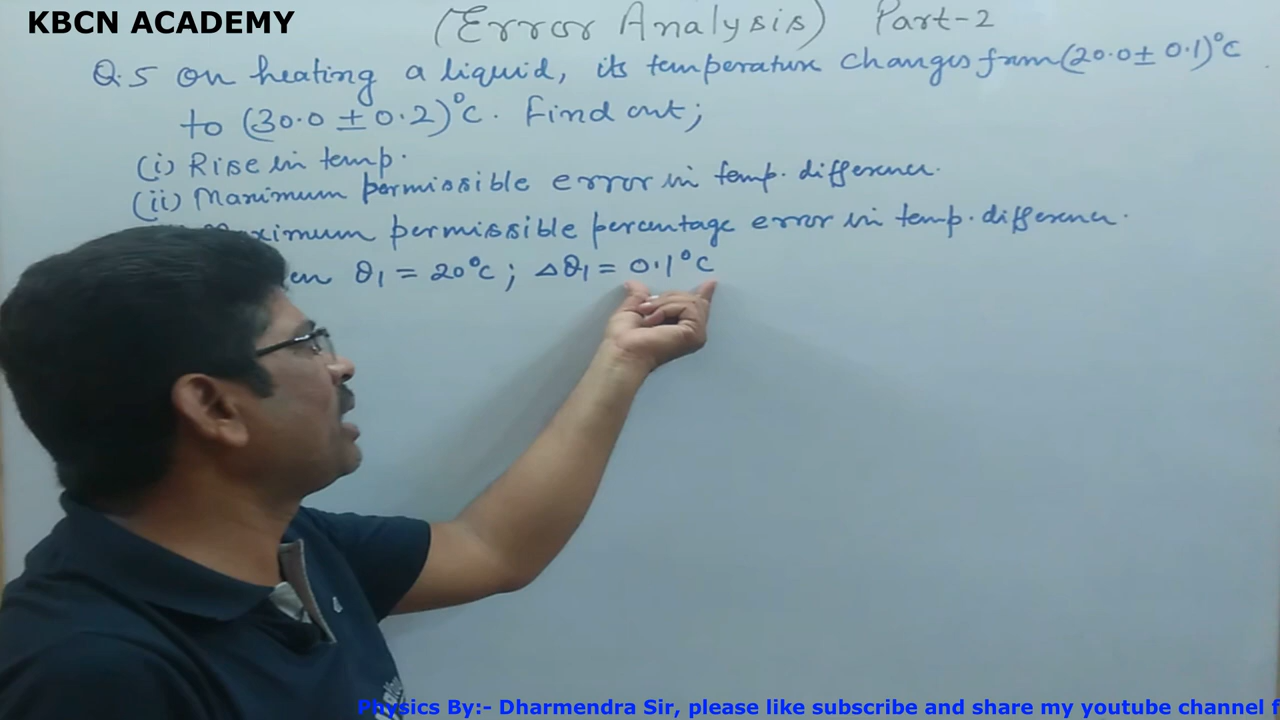 KBCN ACADEMY
(Error Analysis) Part-2
Q.5 on heating a liquid, its temperature changes from (20.0 ± 0.1)°C
to (30.0 ± 0.2)°C. Find out;
(i) Rise in temp.
(ii) Maximum permissible error in temp. difference.
permissible percentage error in temp. difference.
θ1 = 20°C ; Δθ1 = 0.1°C
Physics By:- Dharmendra Sir, please like subscribe and share my youtube channel f